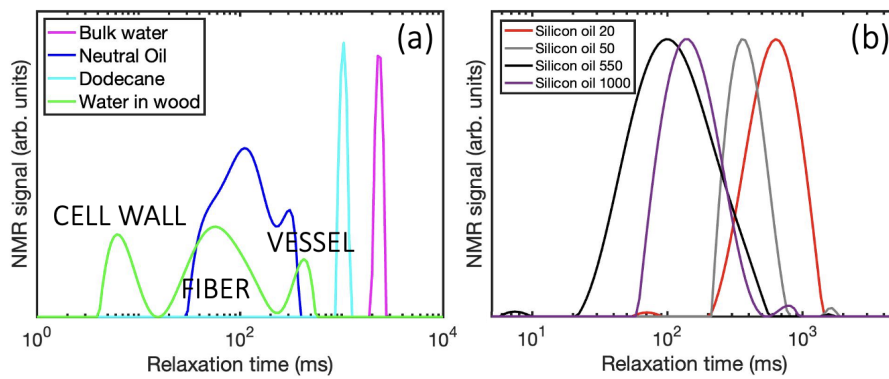 (a)
Bulk water
Neutral Oil
Dodecane
Water in wood
CELL WALL
FIBER
VESSEL
NMR signal (arb. units)
10^0 10^2 10^4
Relaxation time (ms)
(b)
Silicon oil 20
Silicon oil 50
Silicon oil 550
Silicon oil 1000
NMR signal (arb. units)
10^1 10^2 10^3
Relaxation time (ms)